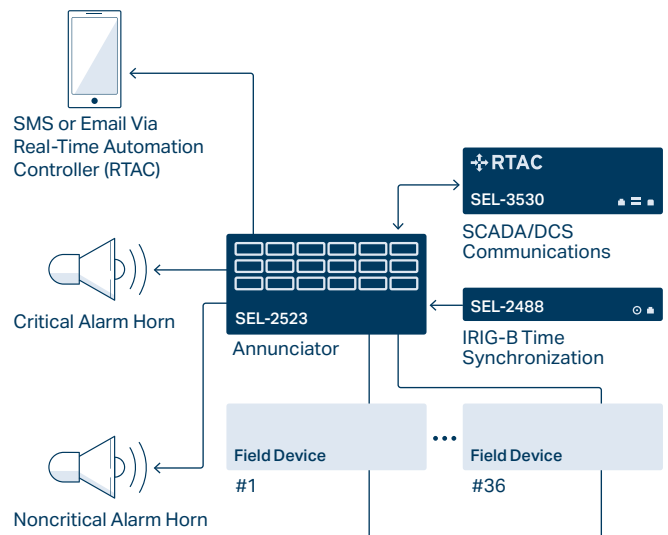 SMS or Email Via
Real-Time Automation
Controller (RTAC)
RTAC
SEL-3530
SCADA/DCS
Communications
Critical Alarm Horn
SEL-2523
Annunciator
SEL-2488
IRIG-B Time
Synchronization
Noncritical Alarm Horn
Field Device
#1
Field Device
#36